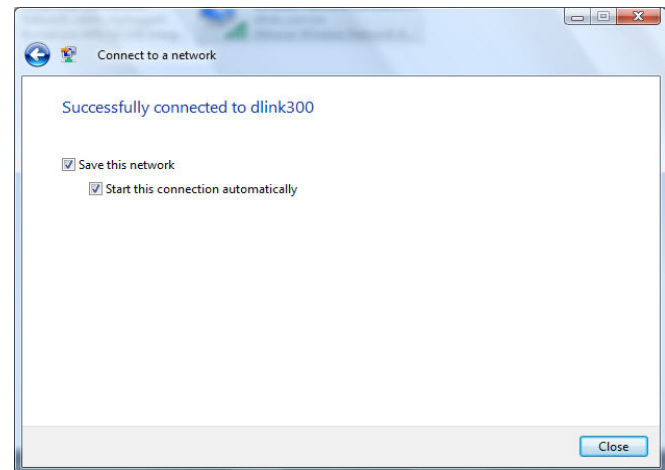 Connect to a network
Successfully connected to dlink300
Save this network
Start this connection automatically
Close